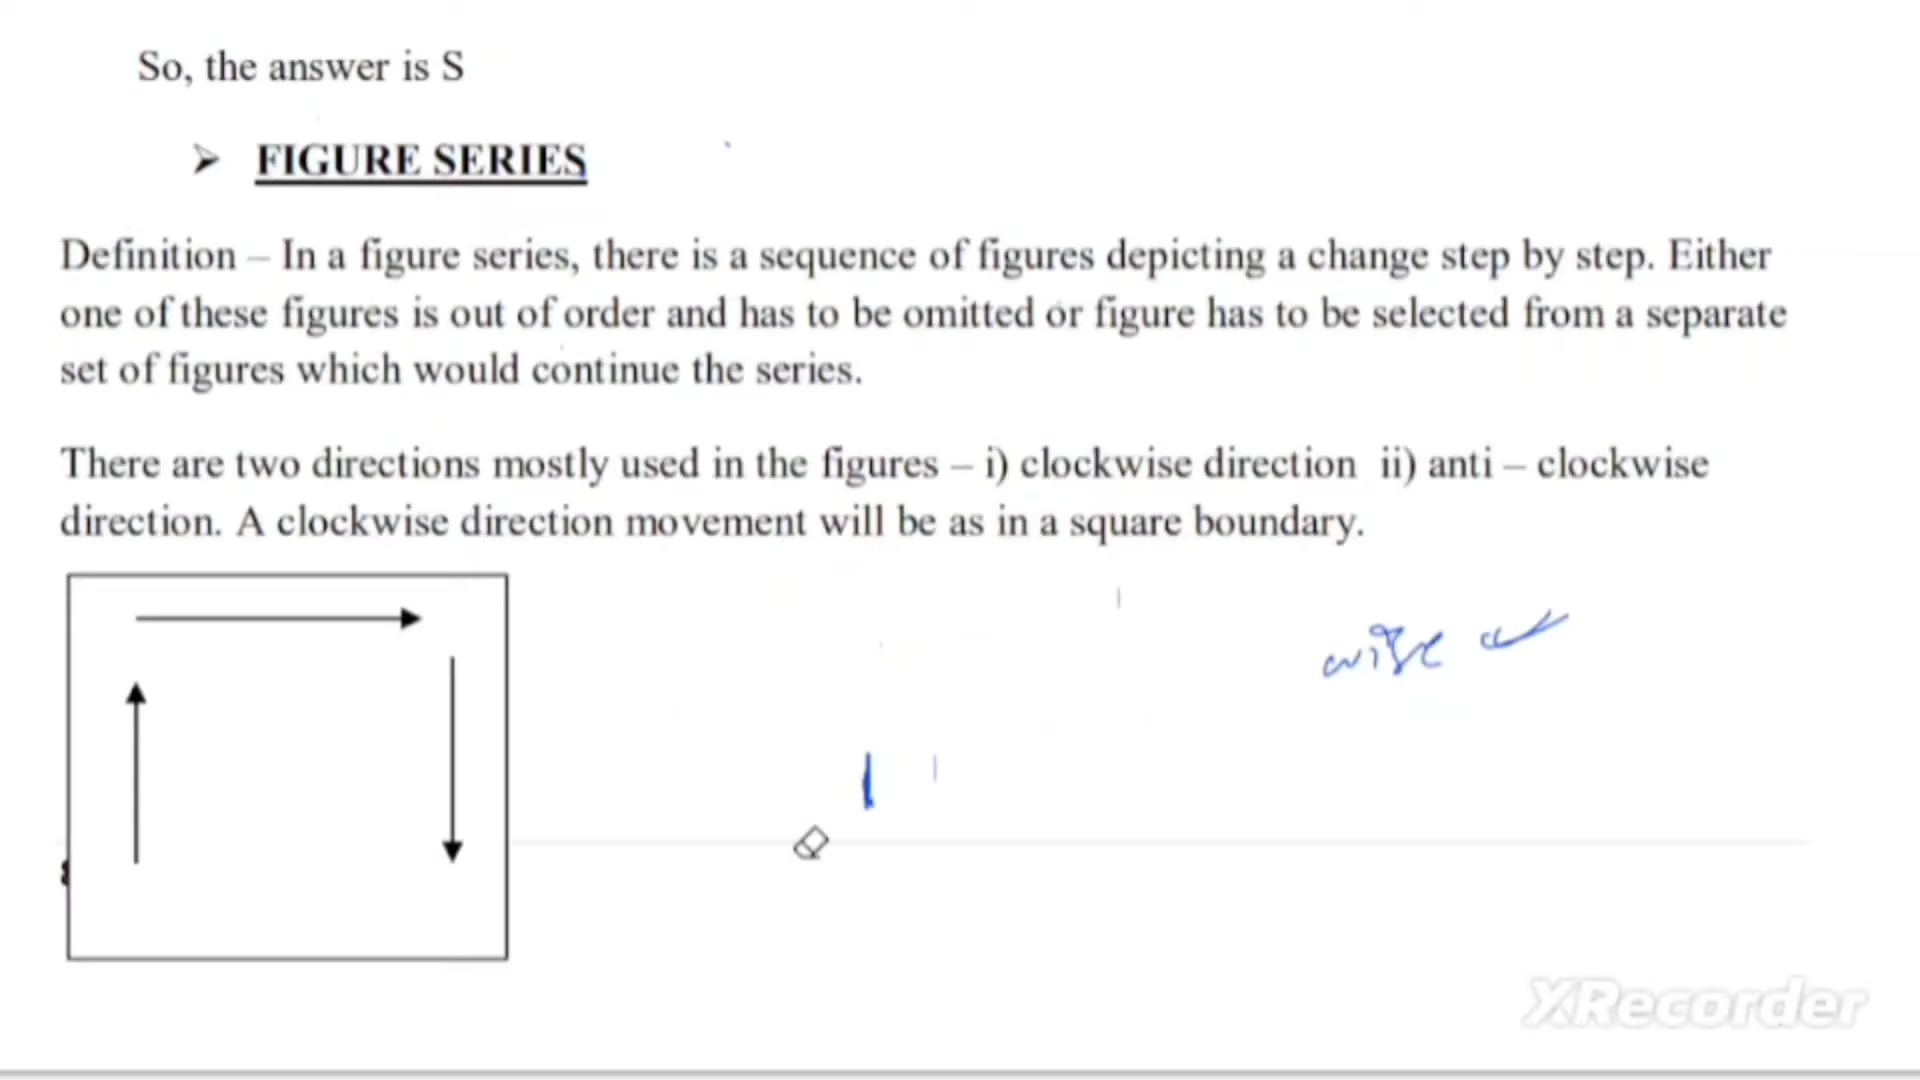 So, the answer is S
➤ FIGURE SERIES
Definition – In a figure series, there is a sequence of figures depicting a change step by step. Either
one of these figures is out of order and has to be omitted or figure has to be selected from a separate
set of figures which would continue the series.
There are two directions mostly used in the figures – i) clockwise direction ii) anti – clockwise
direction. A clockwise direction movement will be as in a square boundary.
wise
XRecorder